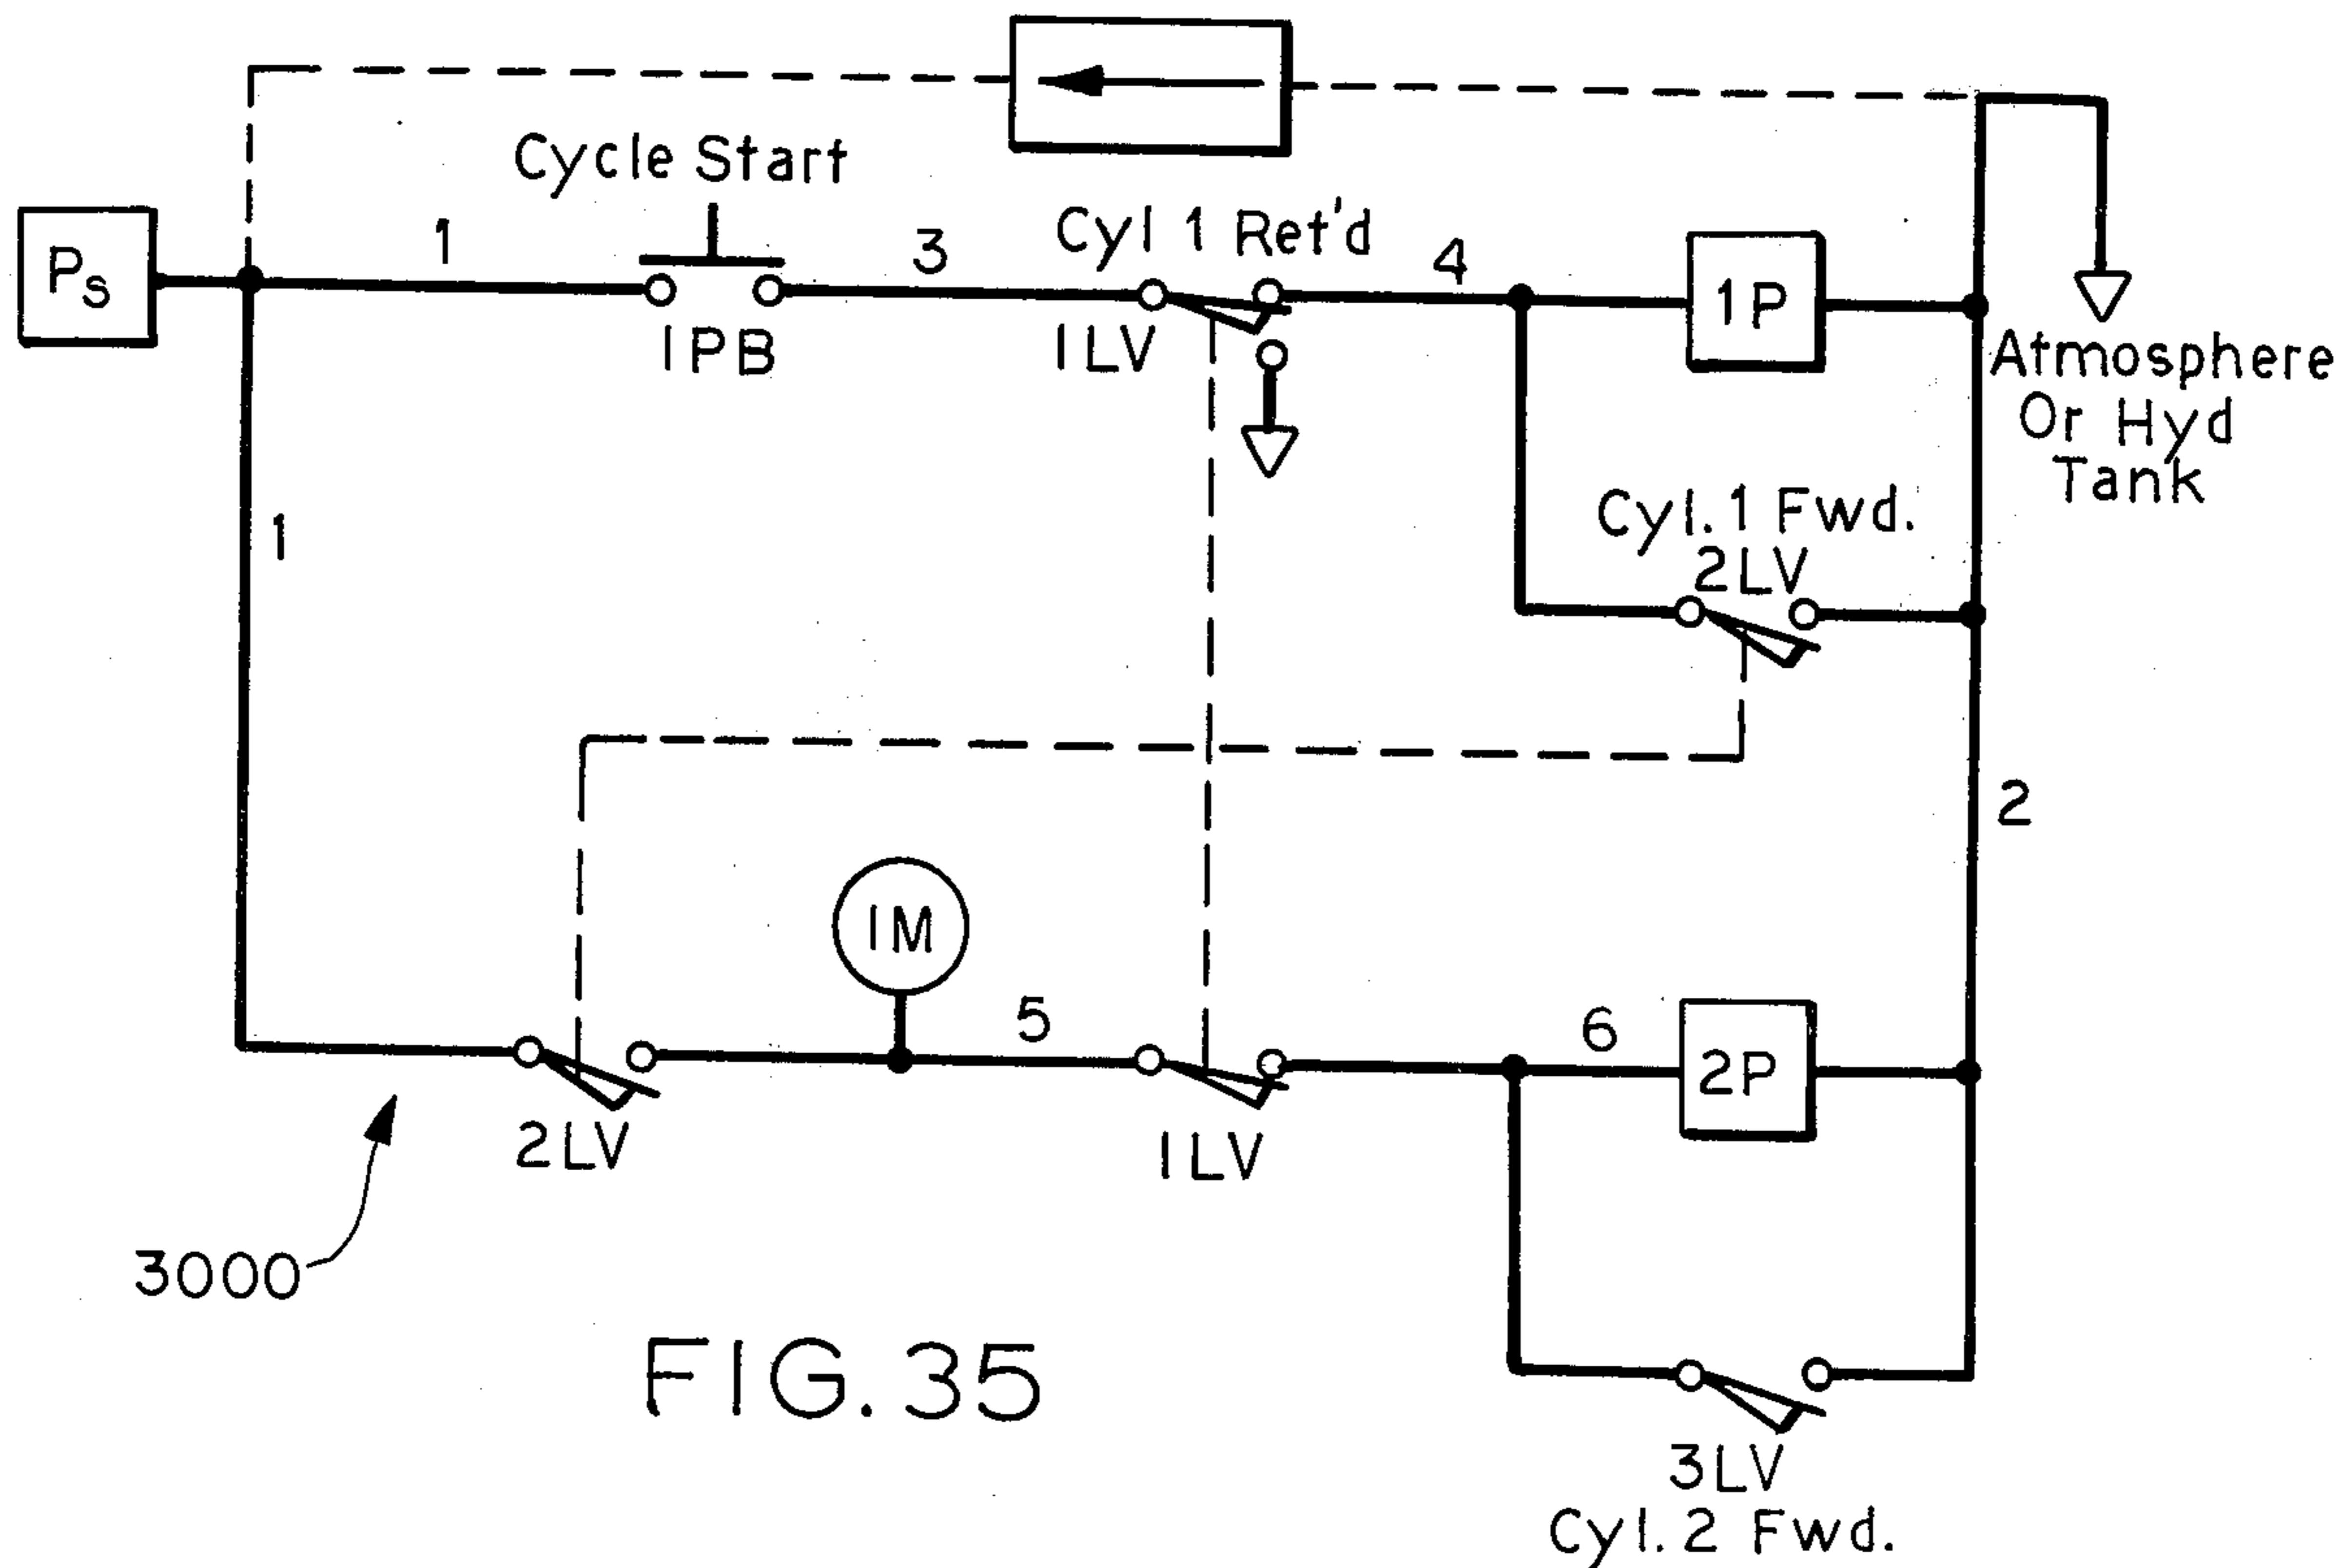 Cycle Start
Ps
1
1PB
3
Cyl 1 Ret'd
1LV
4
1P
Atmosphere
Or Hyd
Tank
Cyl. 1 Fwd.
2LV
1
2
1M
5
6
2P
2LV
1LV
3000
3LV
Cyl. 2 Fwd.
FIG. 35